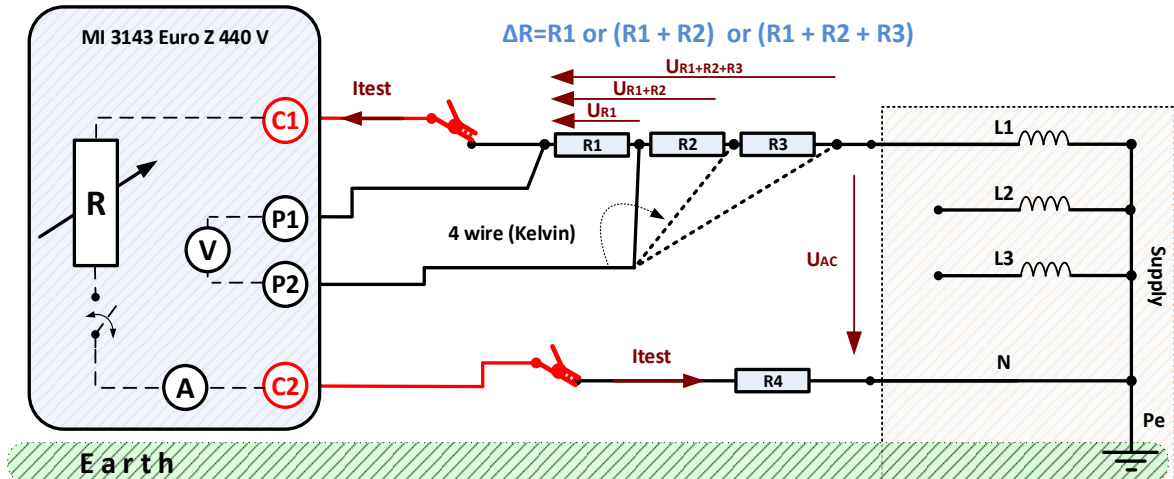 MI 3143 Euro Z 440 V
ΔR=R1 or (R1 + R2) or (R1 + R2 + R3)
UR1+R2+R3
UR1+R2
UR1
Itest
C1
R1
R2
R3
L1
R
P1
V
4 wire (Kelvin)
L2
P2
UAC
L3
Supply
Itest
A
C2
R4
N
Pe
Earth